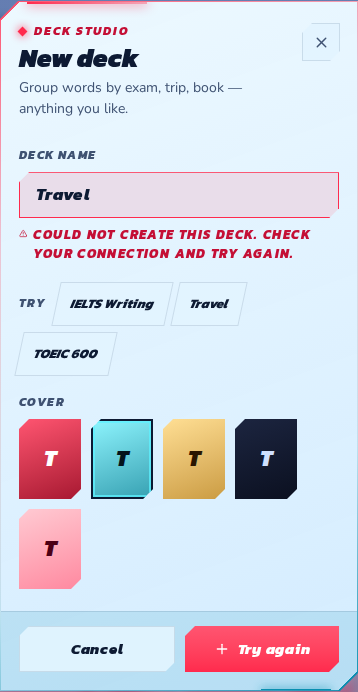 DECK STUDIO
New deck
Group words by exam, trip, book —
anything you like.
DECK NAME
Travel
COULD NOT CREATE THIS DECK. CHECK
YOUR CONNECTION AND TRY AGAIN.
TRY IELTS Writing Travel
TOEIC 600
COVER
T T T T
T
Cancel + Try again